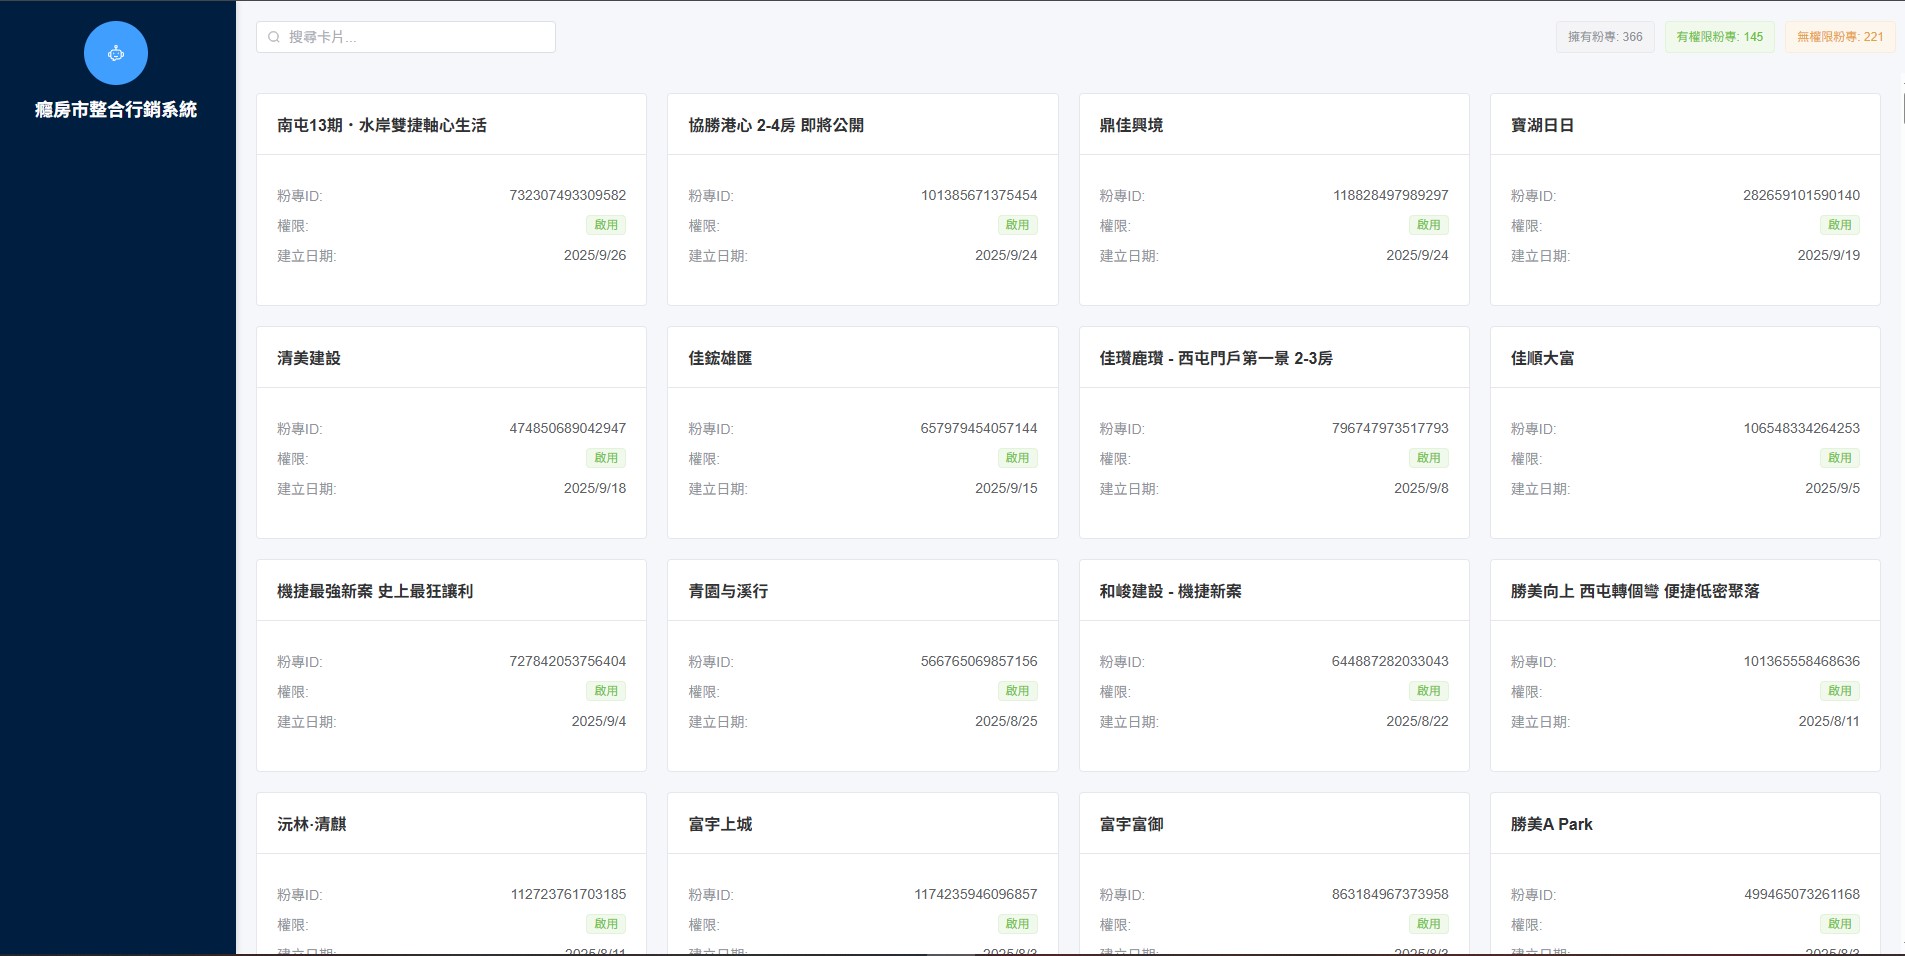 癮房市整合行銷系統
搜尋卡片...
擁有粉專: 366
有權限粉專: 145
無權限粉專: 221
南屯13期・水岸雙捷軸心生活
粉專ID: 732307493309582
權限: 啟用
建立日期: 2025/9/26
協勝港心 2-4房 即將公開
粉專ID: 101385671375454
權限: 啟用
建立日期: 2025/9/24
鼎佳興境
粉專ID: 118828497989297
權限: 啟用
建立日期: 2025/9/24
寶湖日日
粉專ID: 282659101590140
權限: 啟用
建立日期: 2025/9/19
清美建設
粉專ID: 474850689042947
權限: 啟用
建立日期: 2025/9/18
佳鋐雄匯
粉專ID: 657979454057144
權限: 啟用
建立日期: 2025/9/15
佳瓚鹿瓚 - 西屯門戶第一景 2-3房
粉專ID: 796747973517793
權限: 啟用
建立日期: 2025/9/8
佳順大富
粉專ID: 106548334264253
權限: 啟用
建立日期: 2025/9/5
機捷最強新案 史上最狂讓利
粉專ID: 727842053756404
權限: 啟用
建立日期: 2025/9/4
青園与溪行
粉專ID: 566765069857156
權限: 啟用
建立日期: 2025/8/25
和峻建設 - 機捷新案
粉專ID: 644887282033043
權限: 啟用
建立日期: 2025/8/22
勝美向上 西屯轉個彎 便捷低密聚落
粉專ID: 101365558468636
權限: 啟用
建立日期: 2025/8/11
沅林·清麒
粉專ID: 112723761703185
權限: 啟用
建立日期: 2025/8/11
富宇上城
粉專ID: 1174235946096857
權限: 啟用
建立日期: 2025/8/3
富宇富御
粉專ID: 863184967373958
權限: 啟用
建立日期: 2025/8/3
勝美A Park
粉專ID: 499465073261168
權限: 啟用
建立日期: 2025/8/3